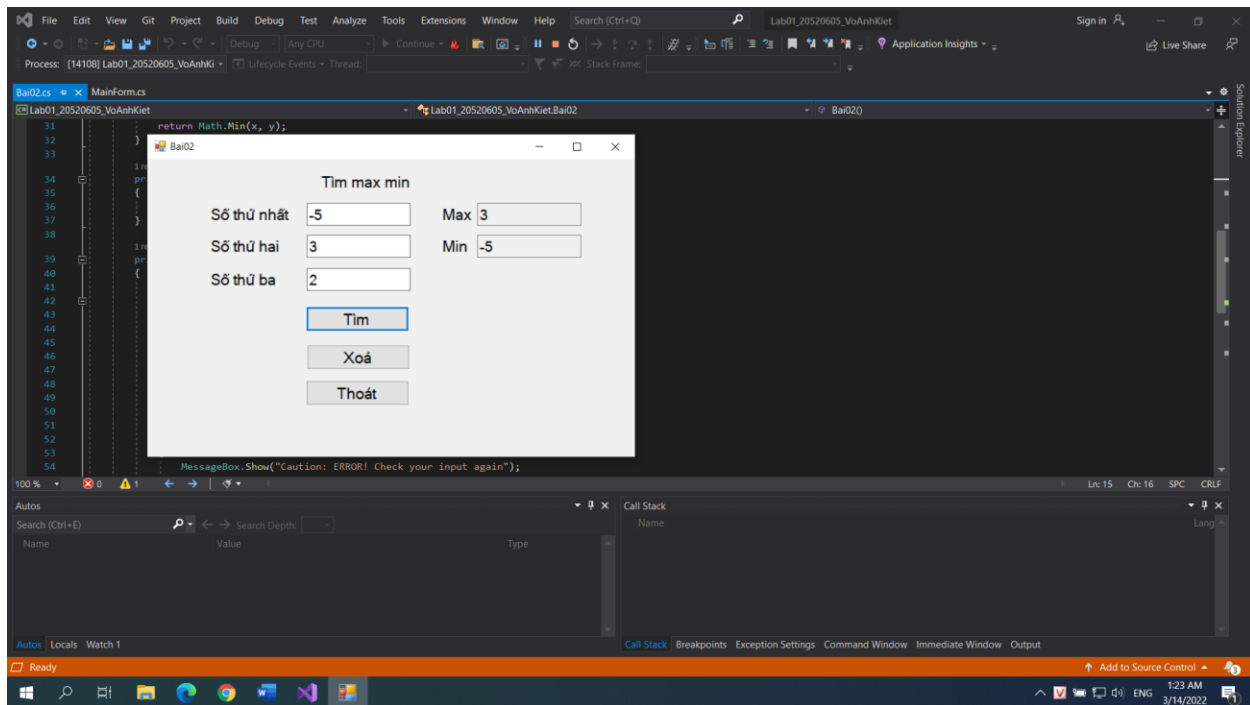 File Edit View Git Project Build Debug Test Analyze Tools Extensions Window Help Search (Ctrl+Q) Lab01_20520605_VoAnhKiet Sign in
Debug Any CPU Continue Application Insights Live Share
Process: [14108] Lab01_20520605_VoAnhKi Lifecycle Events Thread: Stack Frame:
Bai02.cs MainForm.cs
Solution Explorer
Lab01_20520605_VoAnhKiet Lab01_20520605_VoAnhKiet.Bai02 Bai02()
31 return Math.Min(x, y);
32 }
33
34 pr
35 {
36
37 }
38
39 pr
40 {
41
42
43
44
45
46
47
48
49
50
51
52
53
54 MessageBox.Show("Caution: ERROR! Check your input again");
Bai02
Tìm max min
Số thứ nhất -5 Max 3
Số thứ hai 3 Min -5
Số thứ ba 2
Tìm
Xoá
Thoát
100 % 0 1 Ln: 15 Ch: 16 SPC CRLF
Autos
Search (Ctrl+E) Search Depth:
Name Value Type
Autos Locals Watch 1
Call Stack
Name Lang
Call Stack Breakpoints Exception Settings Command Window Immediate Window Output
Ready Add to Source Control
ENG 1:23 AM
3/14/2022